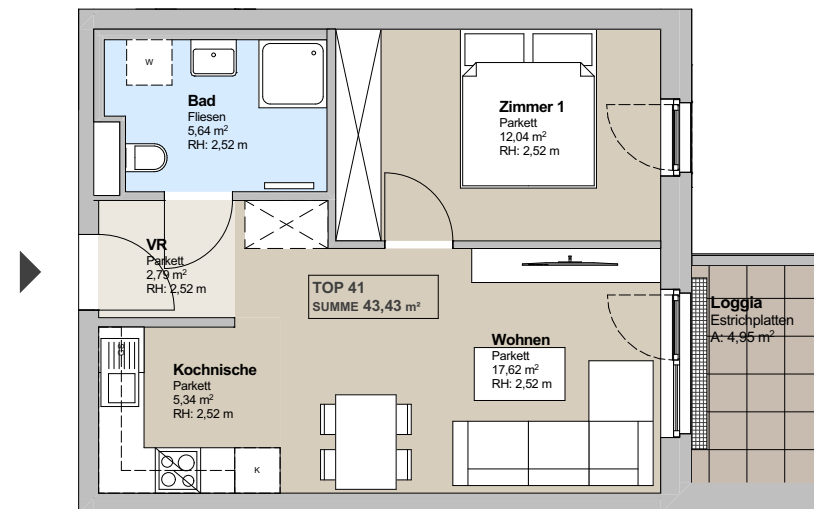 W
Bad
Fliesen
5,64 m²
RH: 2,52 m
Zimmer 1
Parkett
12,04 m²
RH: 2,52 m
VR
Parkett
2,79 m²
RH: 2,52 m
TOP 41
SUMME 43,43 m²
Loggia
Estrichplatten
A: 4,95 m²
Wohnen
Parkett
17,62 m²
RH: 2,52 m
GS
Kochnische
Parkett
5,34 m²
RH: 2,52 m
K